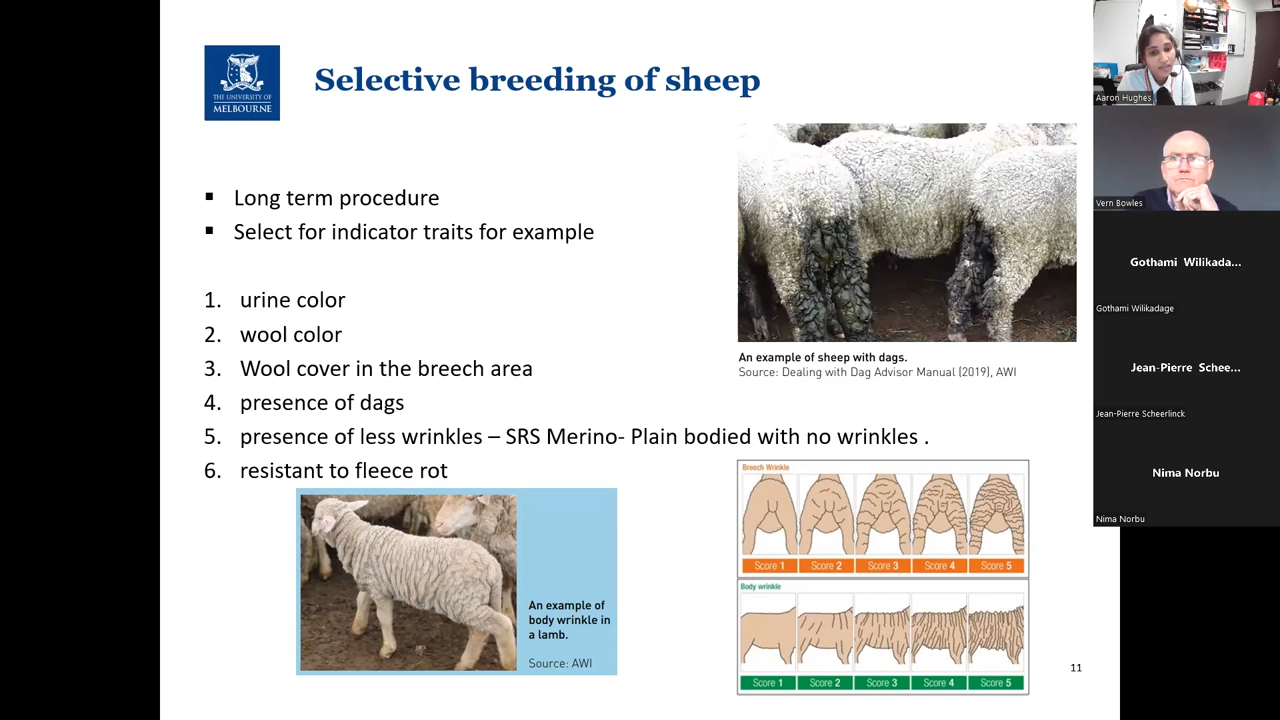 THE UNIVERSITY OF
MELBOURNE
Selective breeding of sheep
▪ Long term procedure
▪ Select for indicator traits for example
1. urine color
2. wool color
3. Wool cover in the breech area
4. presence of dags
5. presence of less wrinkles – SRS Merino- Plain bodied with no wrinkles .
6. resistant to fleece rot
An example of sheep with dags.
Source: Dealing with Dag Advisor Manual (2019), AWI
An example of
body wrinkle in
a lamb.
Source: AWI
Breech Wrinkle
Score 1 Score 2 Score 3 Score 4 Score 5
Body wrinkle
Score 1 Score 2 Score 3 Score 4 Score 5
11
Aaron Hughes
Vern Bowles
Gothami Wilikada...
Gothami Wilikadage
Jean-Pierre Schee...
Jean-Pierre Scheerlinck
Nima Norbu
Nima Norbu